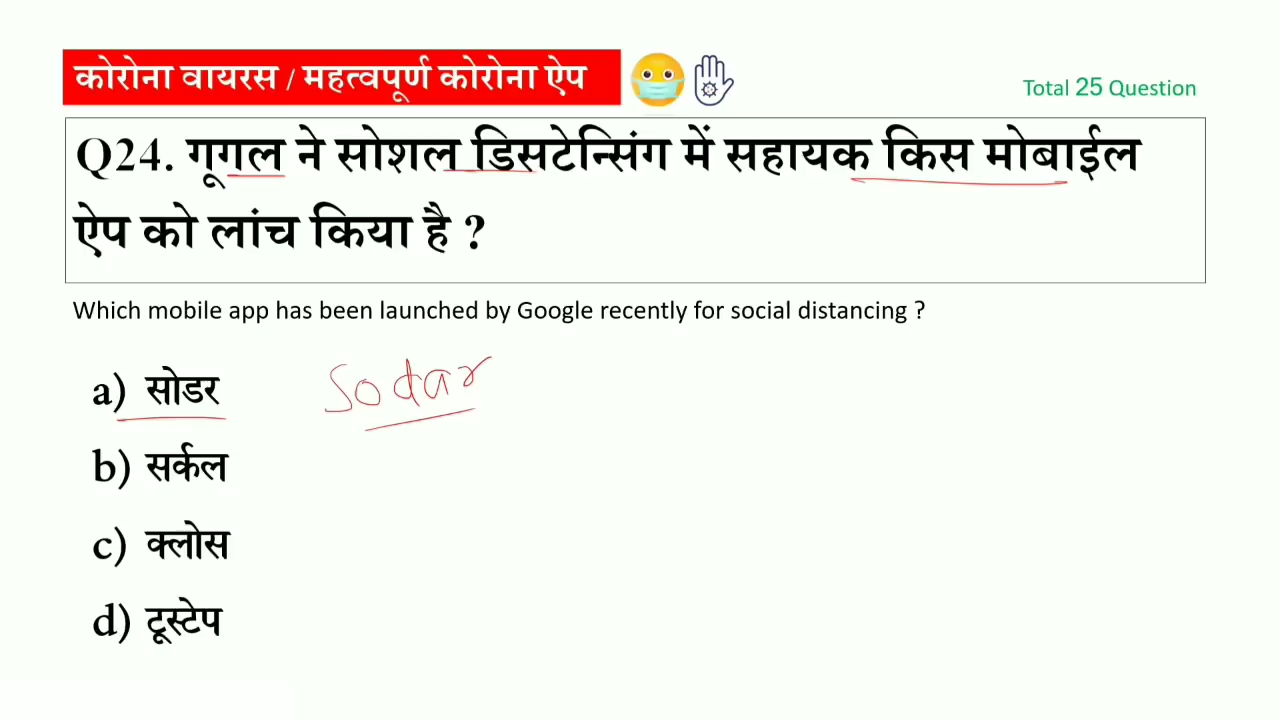 कोरोना वायरस / महत्वपूर्ण कोरोना ऐप
Total 25 Question
Q24. गूगल ने सोशल डिसटेन्सिंग में सहायक किस मोबाईल
ऐप को लांच किया है ?
Which mobile app has been launched by Google recently for social distancing ?
a) सोडर Sodar
b) सर्कल
c) क्लोस
d) टूस्टेप